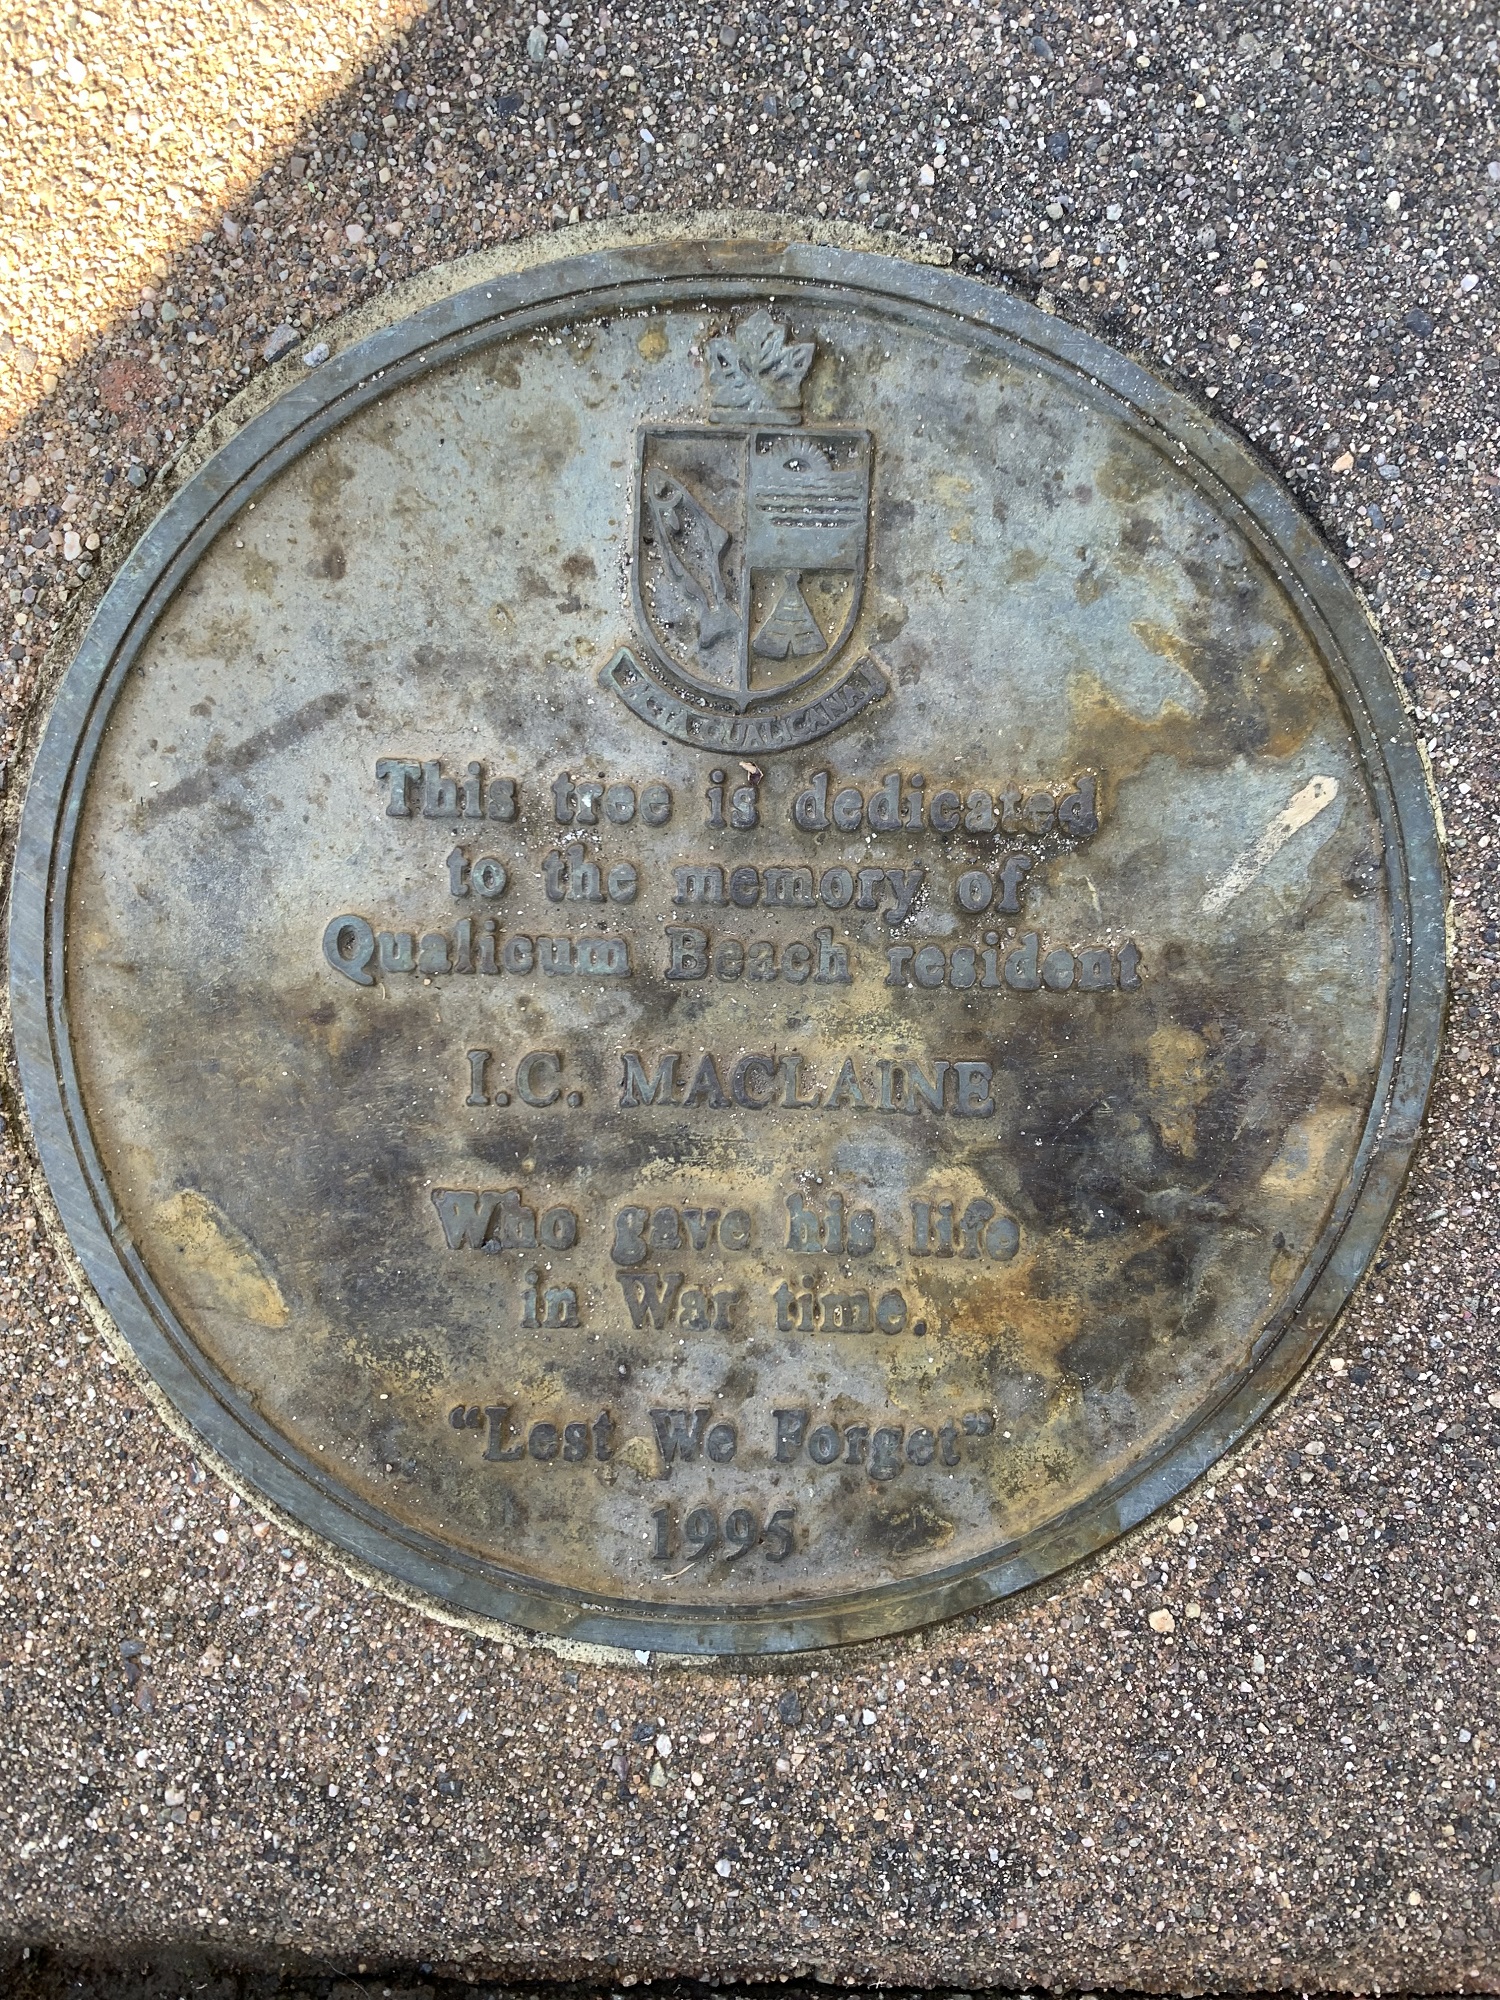 QUALICANA
This tree is dedicated
to the memory of
Qualicum Beach resident
I.C. MACLAINE
Who gave his life
in War time.
"Lest We Forget"
1995